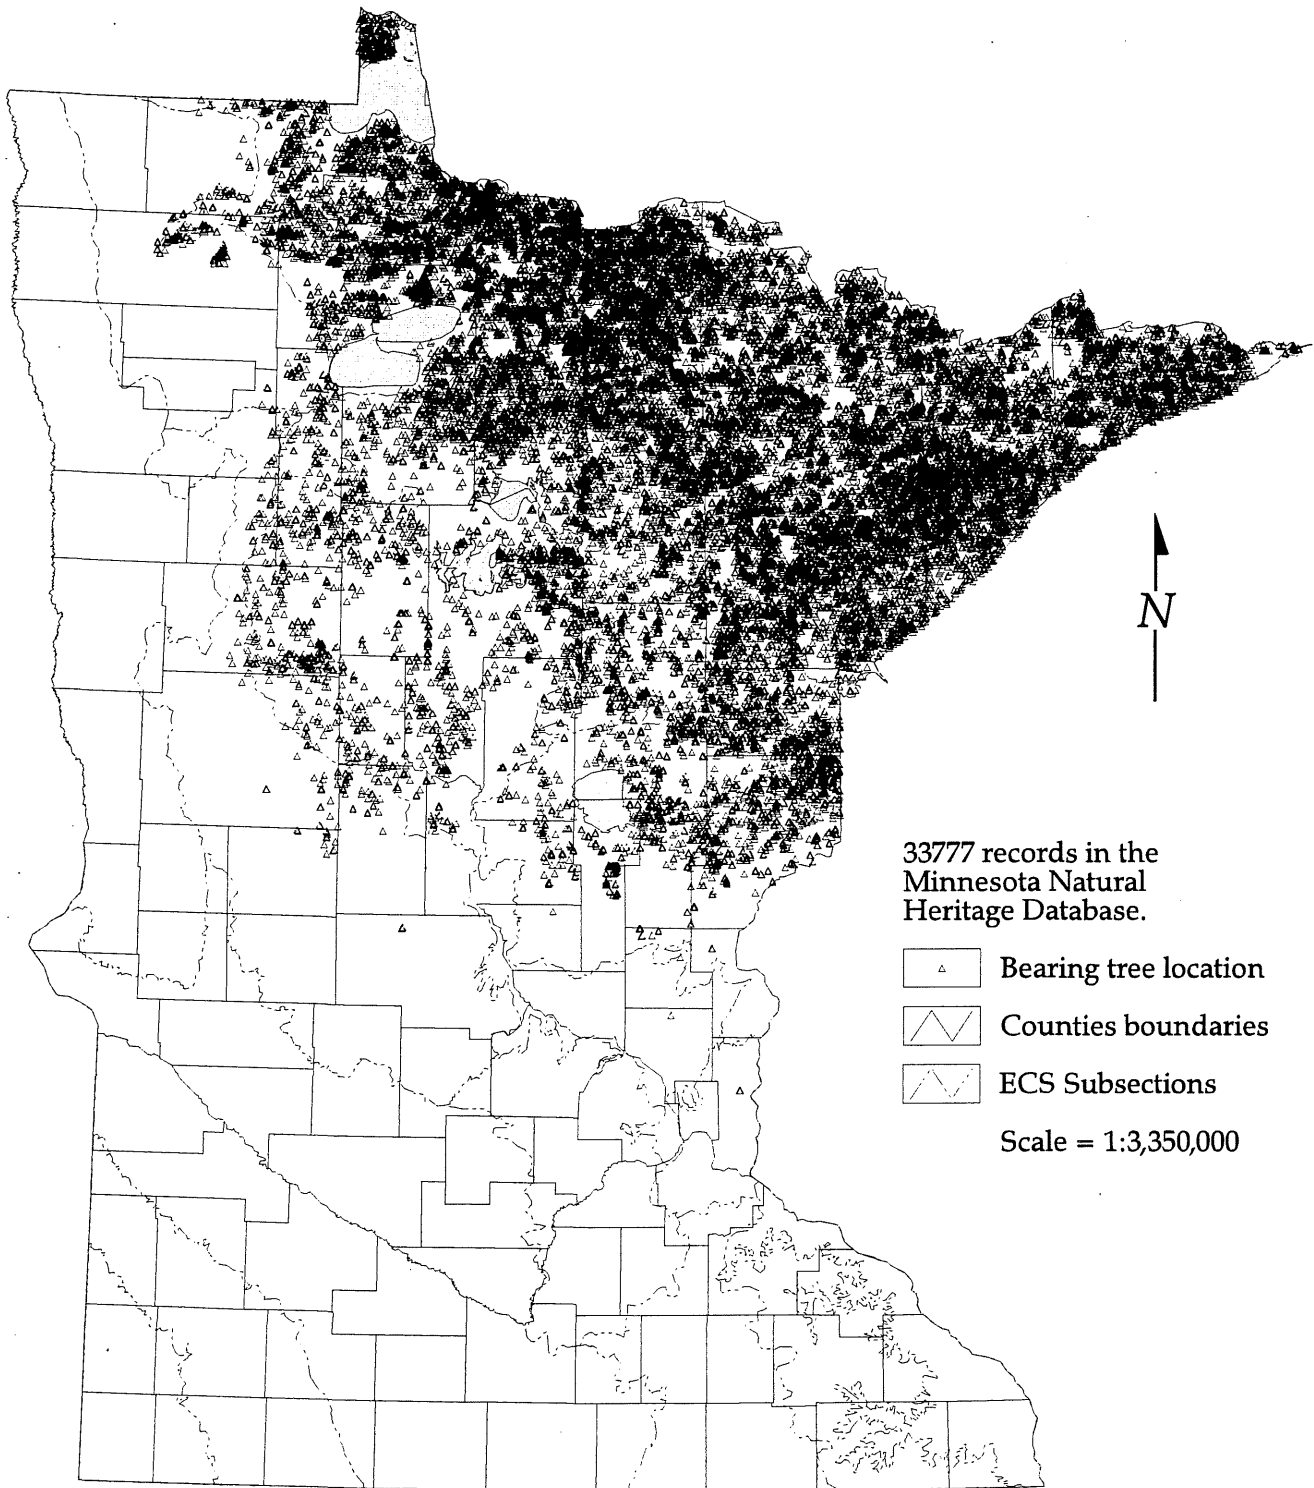 N
33777 records in the
Minnesota Natural
Heritage Database.
Bearing tree location
Counties boundaries
ECS Subsections
Scale = 1:3,350,000